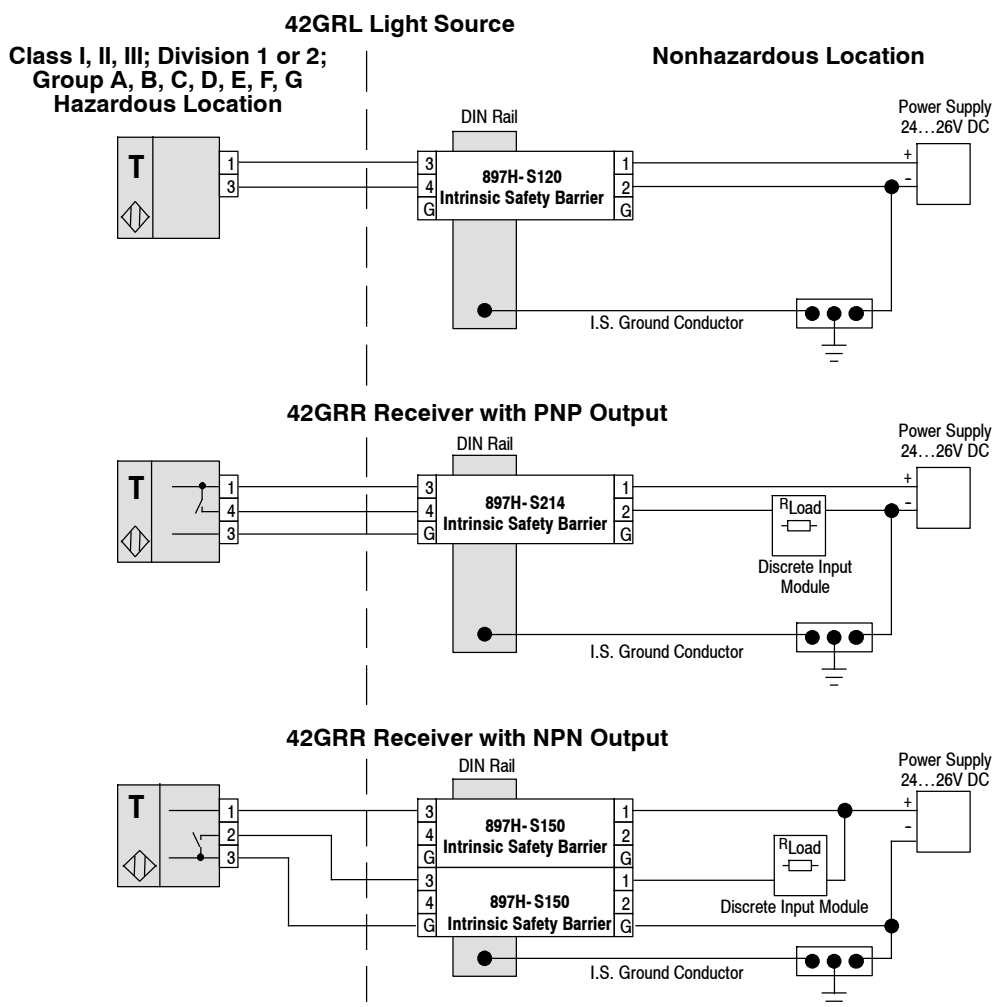 42GRL Light Source
Class I, II, III; Division 1 or 2;
Group A, B, C, D, E, F, G
Hazardous Location
Nonhazardous Location
DIN Rail
Power Supply
24...26V DC
T
1
3
3
4
G
897H-S120
Intrinsic Safety Barrier
1
2
G
+
-
I.S. Ground Conductor
42GRR Receiver with PNP Output
DIN Rail
Power Supply
24...26V DC
T
1
4
3
3
4
G
897H-S214
Intrinsic Safety Barrier
1
2
G
RLoad
+
-
Discrete Input
Module
I.S. Ground Conductor
42GRR Receiver with NPN Output
DIN Rail
Power Supply
24...26V DC
T
1
2
3
3
4
G
897H-S150
Intrinsic Safety Barrier
1
2
G
3
4
G
897H-S150
Intrinsic Safety Barrier
1
2
G
RLoad
+
-
Discrete Input Module
I.S. Ground Conductor